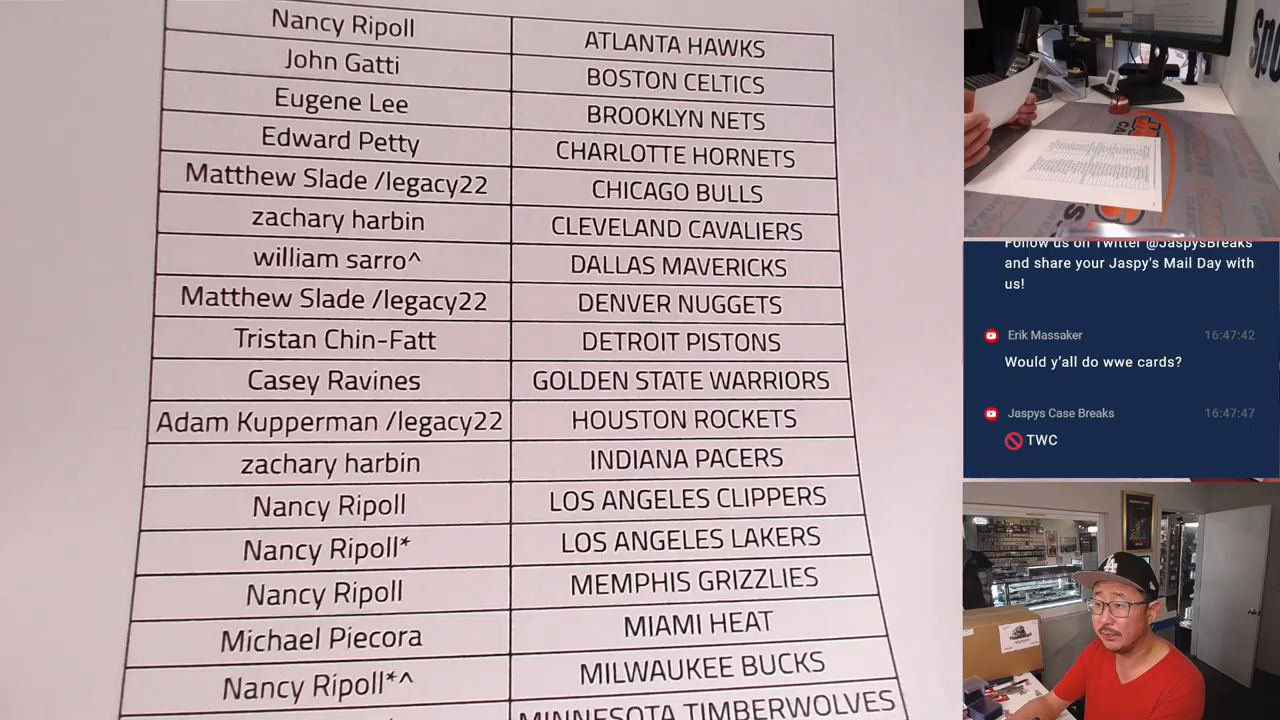 Nancy Ripoll ATLANTA HAWKS
John Gatti BOSTON CELTICS
Eugene Lee BROOKLYN NETS
Edward Petty CHARLOTTE HORNETS
Matthew Slade /legacy22 CHICAGO BULLS
zachary harbin CLEVELAND CAVALIERS
william sarro^ DALLAS MAVERICKS
Matthew Slade /legacy22 DENVER NUGGETS
Tristan Chin-Fatt DETROIT PISTONS
Casey Ravines GOLDEN STATE WARRIORS
Adam Kupperman /legacy22 HOUSTON ROCKETS
zachary harbin INDIANA PACERS
Nancy Ripoll LOS ANGELES CLIPPERS
Nancy Ripoll* LOS ANGELES LAKERS
Nancy Ripoll MEMPHIS GRIZZLIES
Michael Piecora MIAMI HEAT
Nancy Ripoll*^ MILWAUKEE BUCKS
MINNESOTA TIMBERWOLVES
Follow us on Twitter @JaspysBreaks
and share your Jaspy's Mail Day with
us!
Erik Massaker 16:47:42
Would y'all do wwe cards?
Jaspys Case Breaks 16:47:47
🚫 TWC